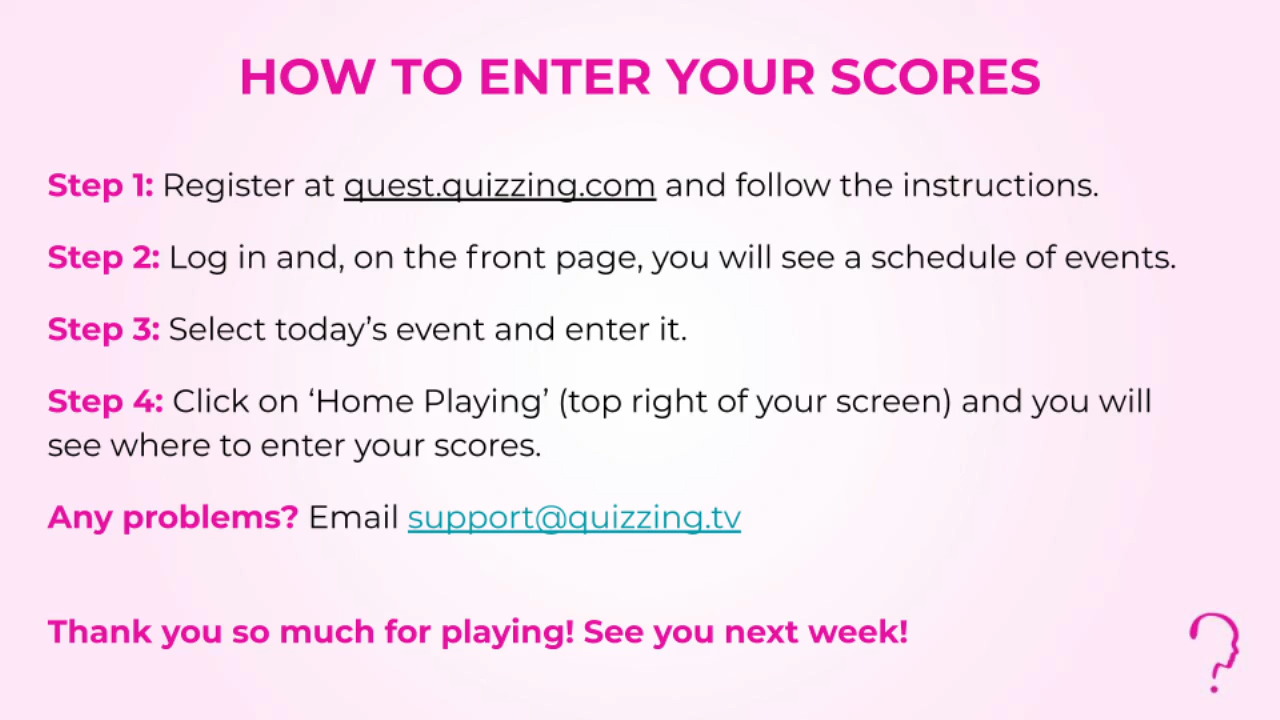 HOW TO ENTER YOUR SCORES
Step 1: Register at quest.quizzing.com and follow the instructions.
Step 2: Log in and, on the front page, you will see a schedule of events.
Step 3: Select today’s event and enter it.
Step 4: Click on ‘Home Playing’ (top right of your screen) and you will
see where to enter your scores.
Any problems? Email support@quizzing.tv
Thank you so much for playing! See you next week!